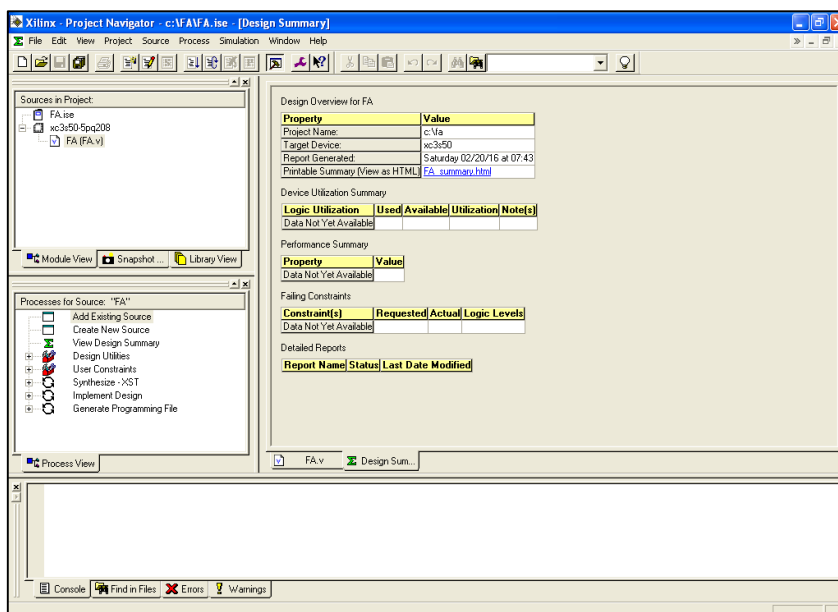 Xilinx - Project Navigator - c:\FA\FA.ise - [Design Summary]
File Edit View Project Source Process Simulation Window Help
Sources in Project:
FA.ise
xc3s50-5pq208
FA (FA.v)
Module View Snapshot ... Library View
Processes for Source: "FA"
Add Existing Source
Create New Source
View Design Summary
Design Utilities
User Constraints
Synthesize - XST
Implement Design
Generate Programming File
Process View
Design Overview for FA
Property Value
Project Name: c:\fa
Target Device: xc3s50
Report Generated: Saturday 02/20/16 at 07:43
Printable Summary (View as HTML) FA_summary.html
Device Utilization Summary
Logic Utilization Used Available Utilization Note(s)
Data Not Yet Available
Performance Summary
Property Value
Data Not Yet Available
Failing Constraints
Constraint(s) Requested Actual Logic Levels
Data Not Yet Available
Detailed Reports
Report Name Status Last Date Modified
FA.v Design Sum...
Console Find in Files Errors Warnings